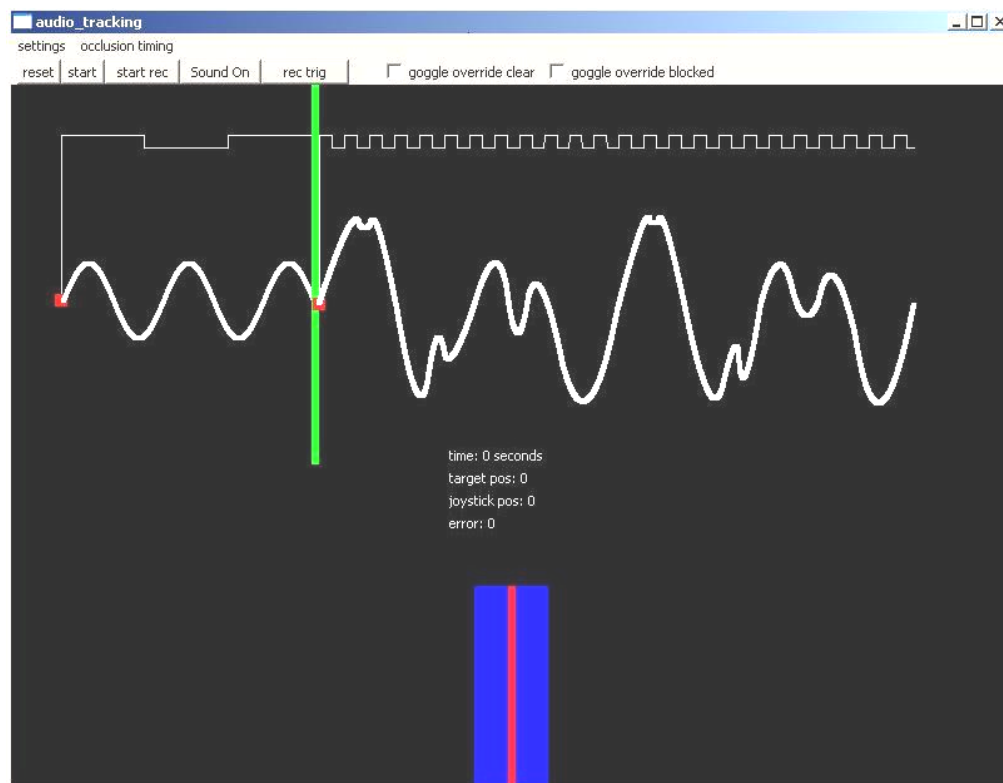 audio_tracking
settings occlusion timing
reset start start rec Sound On rec trig goggle override clear goggle override blocked
time: 0 seconds
target pos: 0
joystick pos: 0
error: 0